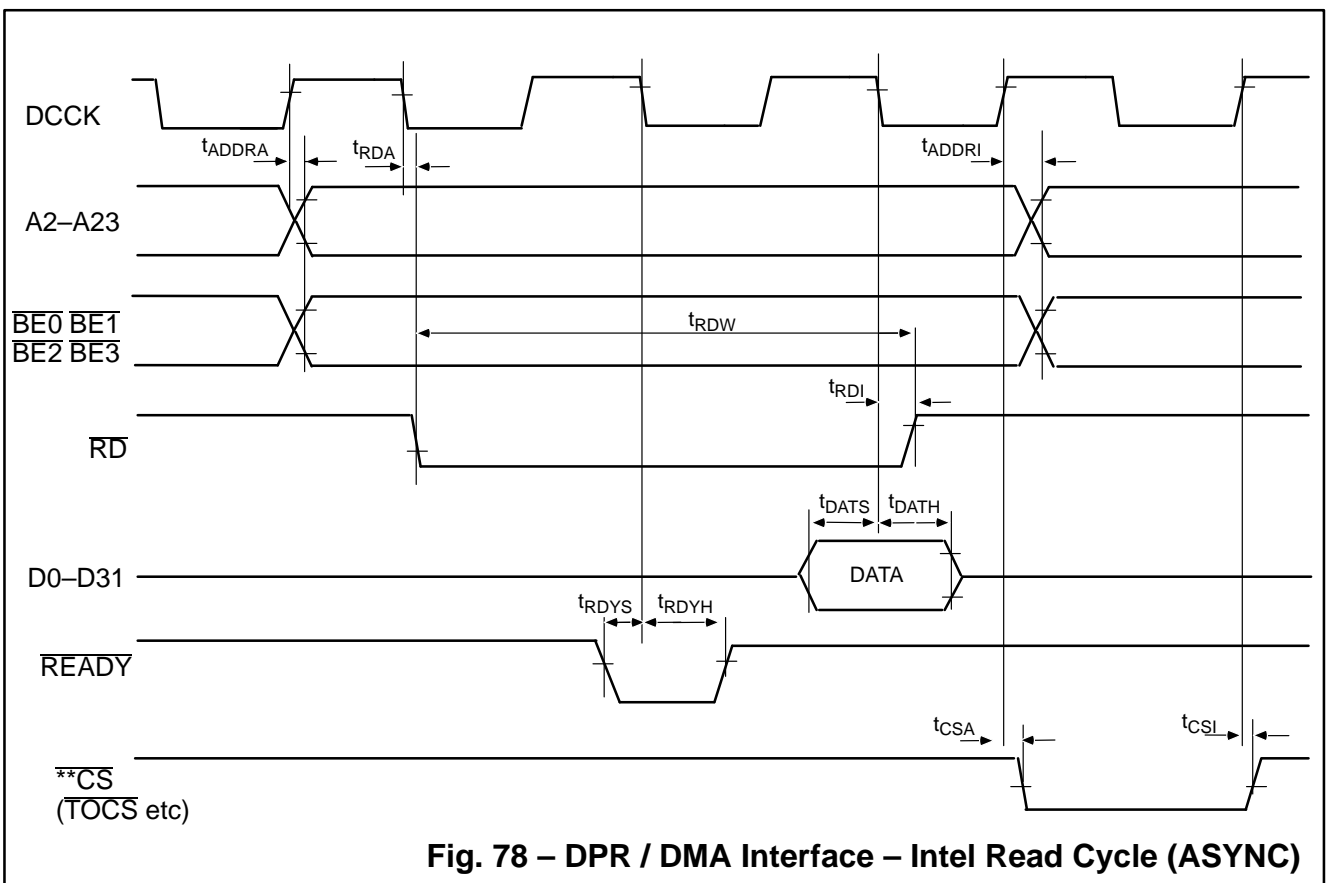 DCCK
tADDRA
tRDA
tADDRI
A2–A23
BE0 BE1
BE2 BE3
tRDW
tRDI
RD
tDATS
tDATH
D0–D31
DATA
tRDYS
tRDYH
READY
tCSA
tCSI
**CS
(TOCS etc)
Fig. 78 – DPR / DMA Interface – Intel Read Cycle (ASYNC)